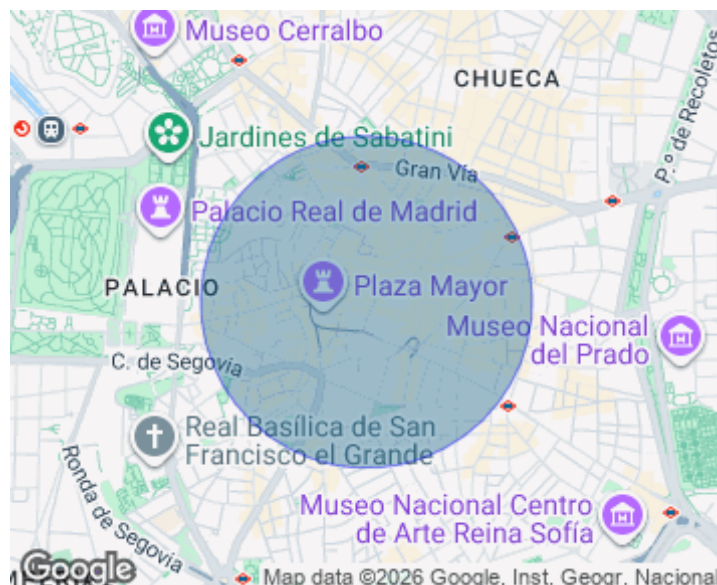 Museo Cerralbo
CHUECA
P.º de Recoletos
Jardines de Sabatini
Gran Vía
Palacio Real de Madrid
PALACIO
Plaza Mayor
Museo Nacional
del Prado
C. de Segovia
Real Basílica de San
Francisco el Grande
Ronda de Segovia
Museo Nacional Centro
de Arte Reina Sofía
Google
Map data ©2026 Google, Inst. Geogr. Nacional